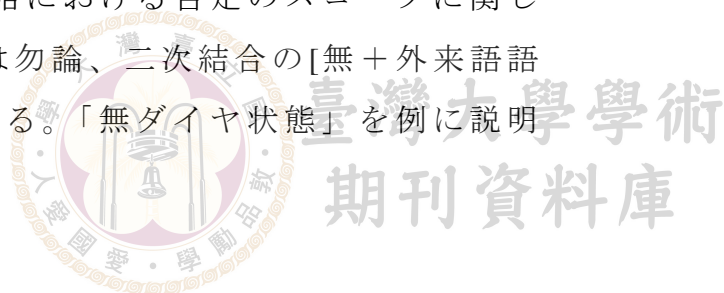 における否定のスコープに関し
は勿論、二次結合の[無＋外来語語
る。「無ダイヤ状態」を例に説明
臺灣大學學術
期刊資料庫